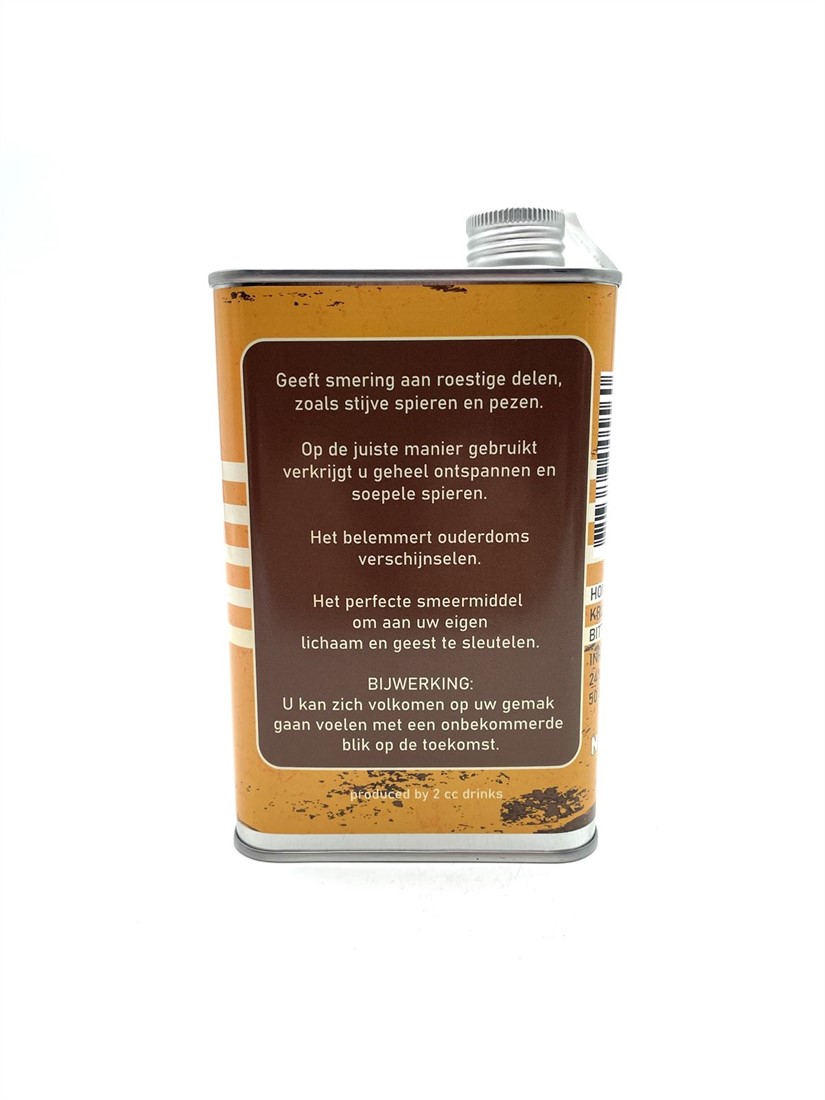 Geeft smering aan roestige delen,
zoals stijve spieren en pezen.
Op de juiste manier gebruikt
verkrijgt u geheel ontspannen en
soepele spieren.
Het belemmert ouderdoms
verschijnselen.
Het perfecte smeermiddel
om aan uw eigen
lichaam en geest te sleutelen.
BIJWERKING:
U kan zich volkomen op uw gemak
gaan voelen met een onbekommerde
blik op de toekomst.
produced by 2 cc drinks